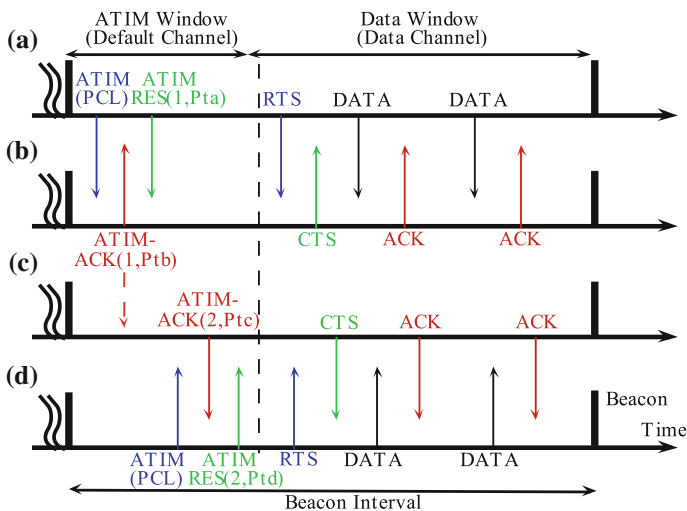 ATIM Window
(Default Channel)
Data Window
(Data Channel)
(a)
ATIM
(PCL)
ATIM
RES(1,Pta)
RTS
DATA
DATA
(b)
ATIM-
ACK(1,Ptb)
CTS
ACK
ACK
(c)
ATIM-
ACK(2,Ptc)
CTS
ACK
ACK
(d)
Beacon
Time
ATIM
(PCL)
ATIM
RES(2,Ptd)
RTS
DATA
DATA
Beacon Interval